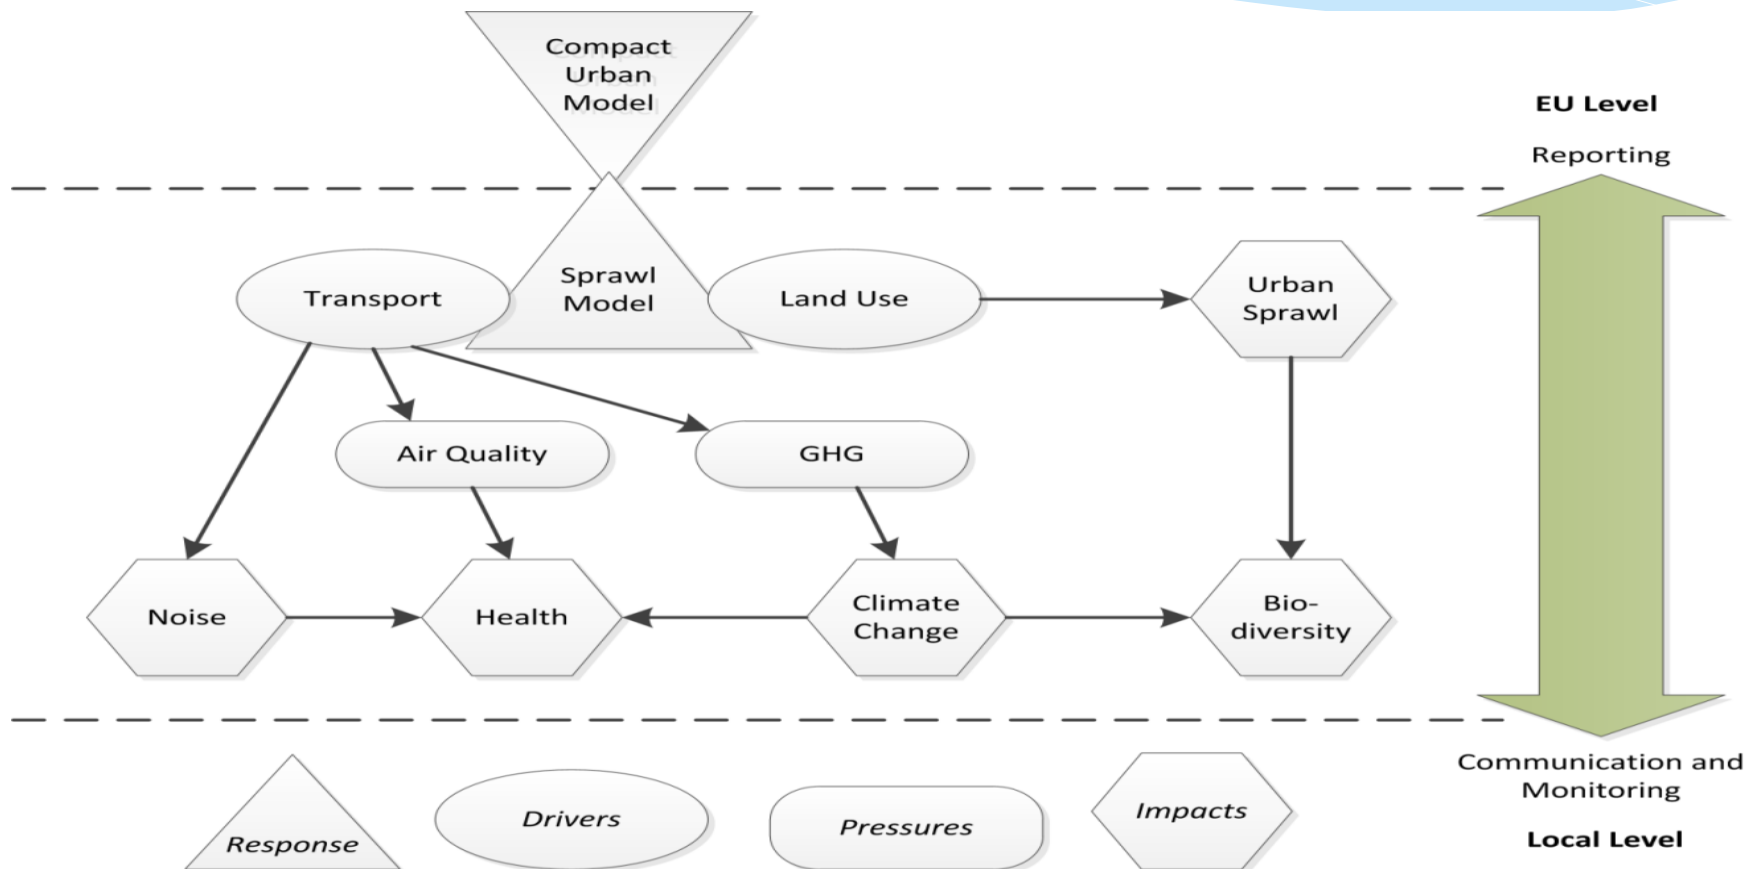 Compact
Urban
Model
EU Level
Reporting
Transport
Sprawl
Model
Land Use
Urban
Sprawl
Air Quality
GHG
Noise
Health
Climate
Change
Bio-
diversity
Communication and
Monitoring
Local Level
Response
Drivers
Pressures
Impacts